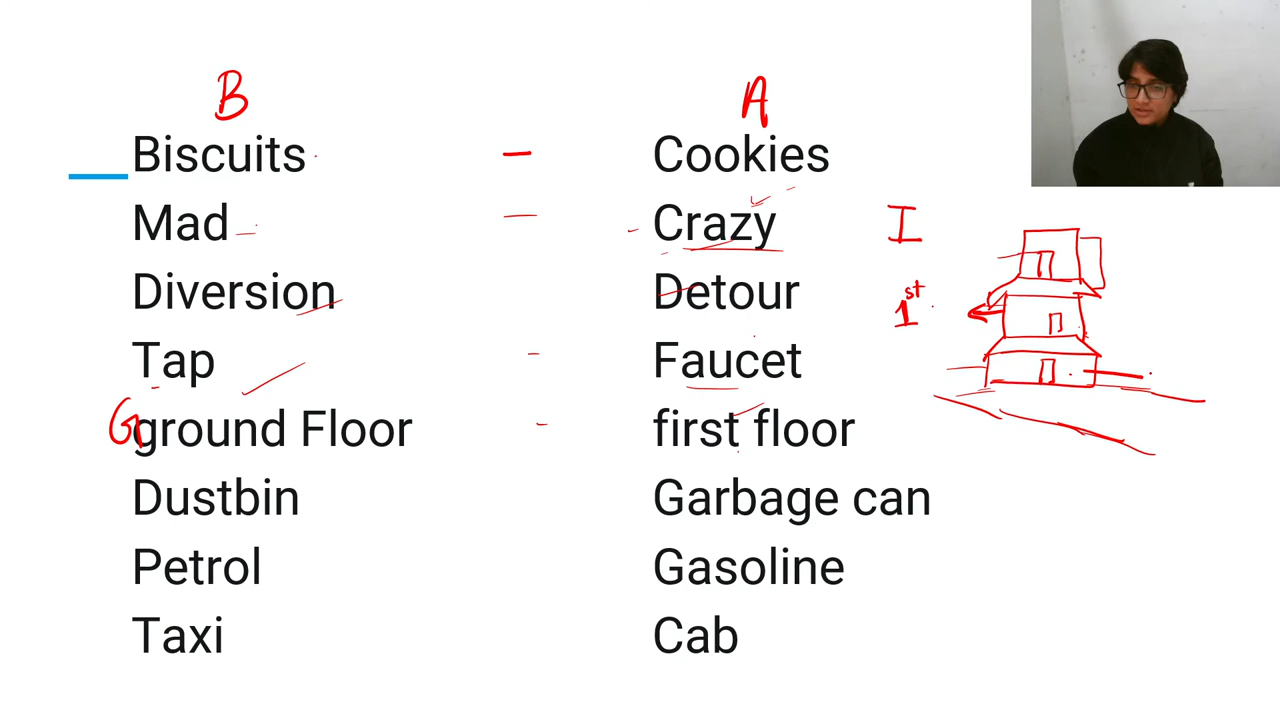 B A
Biscuits - Cookies
Mad - Crazy I
Diversion Detour 1st
Tap - Faucet
Gground Floor - first floor
Dustbin Garbage can
Petrol Gasoline
Taxi Cab